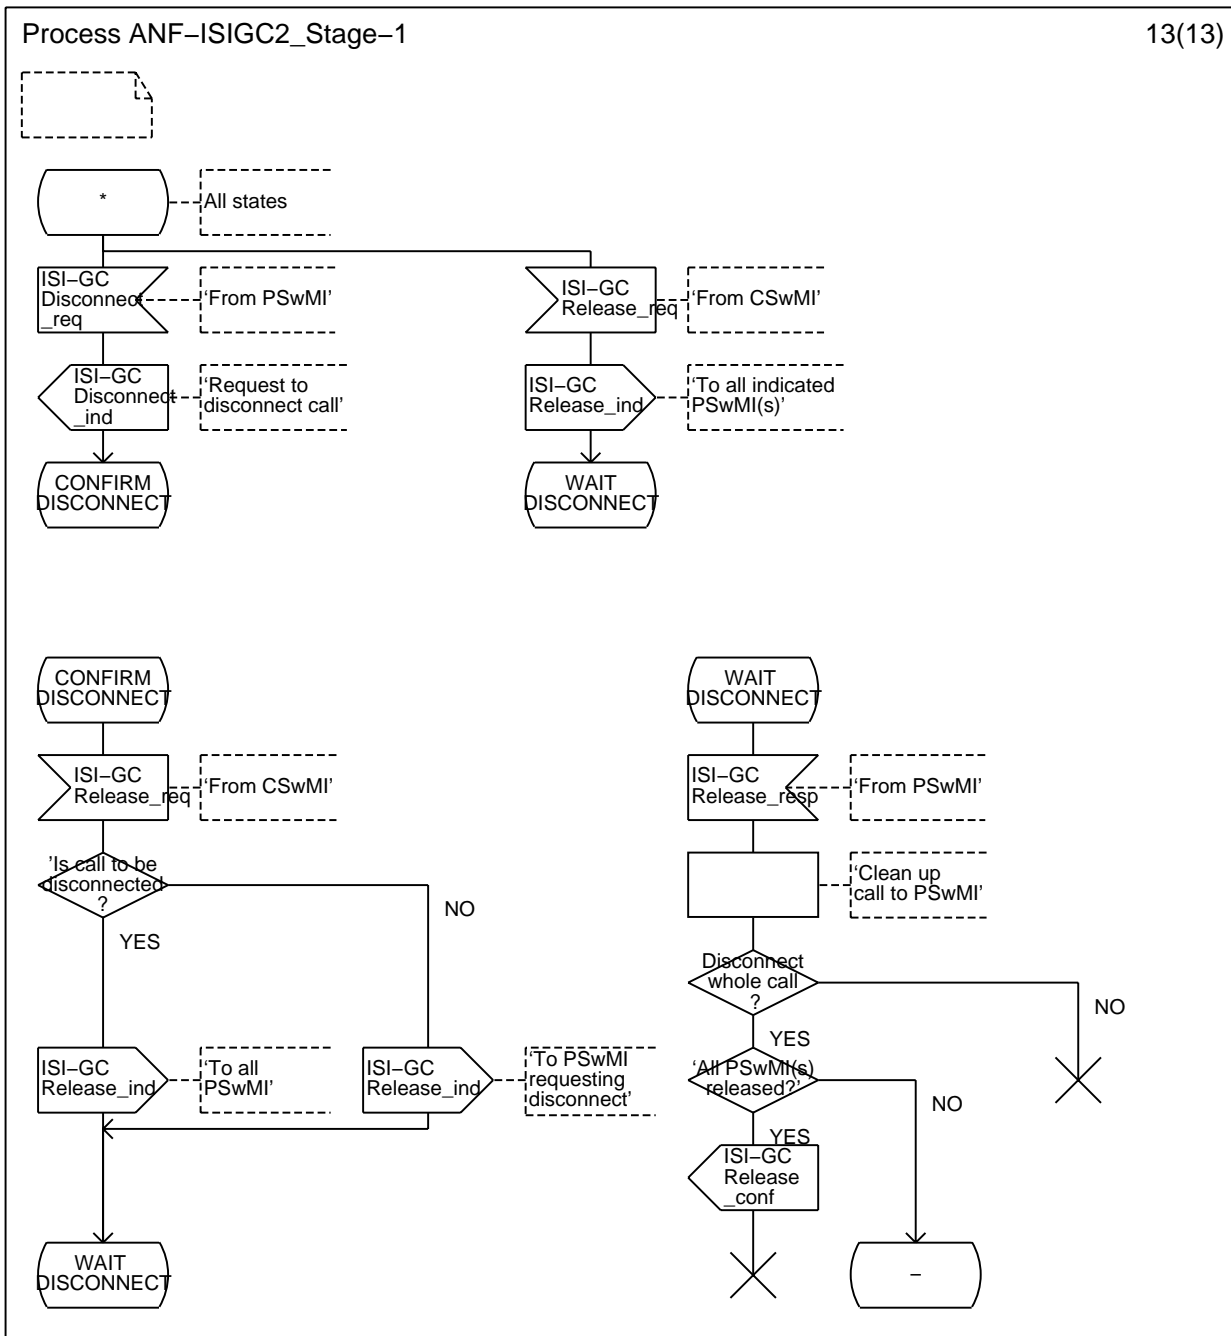 Process ANF–ISIGC2_Stage–1
13(13)
*
All states
ISI–GC
Disconnect
_req
‘From PSwMI’
ISI–GC
Release_req
‘From CSwMI’
ISI–GC
Disconnect
_ind
‘Request to
disconnect call’
ISI–GC
Release_ind
‘To all indicated
PSwMI(s)’
CONFIRM
DISCONNECT
WAIT
DISCONNECT
CONFIRM
DISCONNECT
WAIT
DISCONNECT
ISI–GC
Release_req
‘From CSwMI’
ISI–GC
Release_resp
‘From PSwMI’
’Is call to be
disconnected
?
NO
YES
‘Clean up
call to PSwMI’
Disconnect
whole call
?
NO
YES
ISI–GC
Release_ind
‘To all
PSwMI’
ISI–GC
Release_ind
‘To PSwMI
requesting
disconnect’
‘All PSwMI(s)
released?’
NO
YES
ISI–GC
Release
_conf
WAIT
DISCONNECT
–